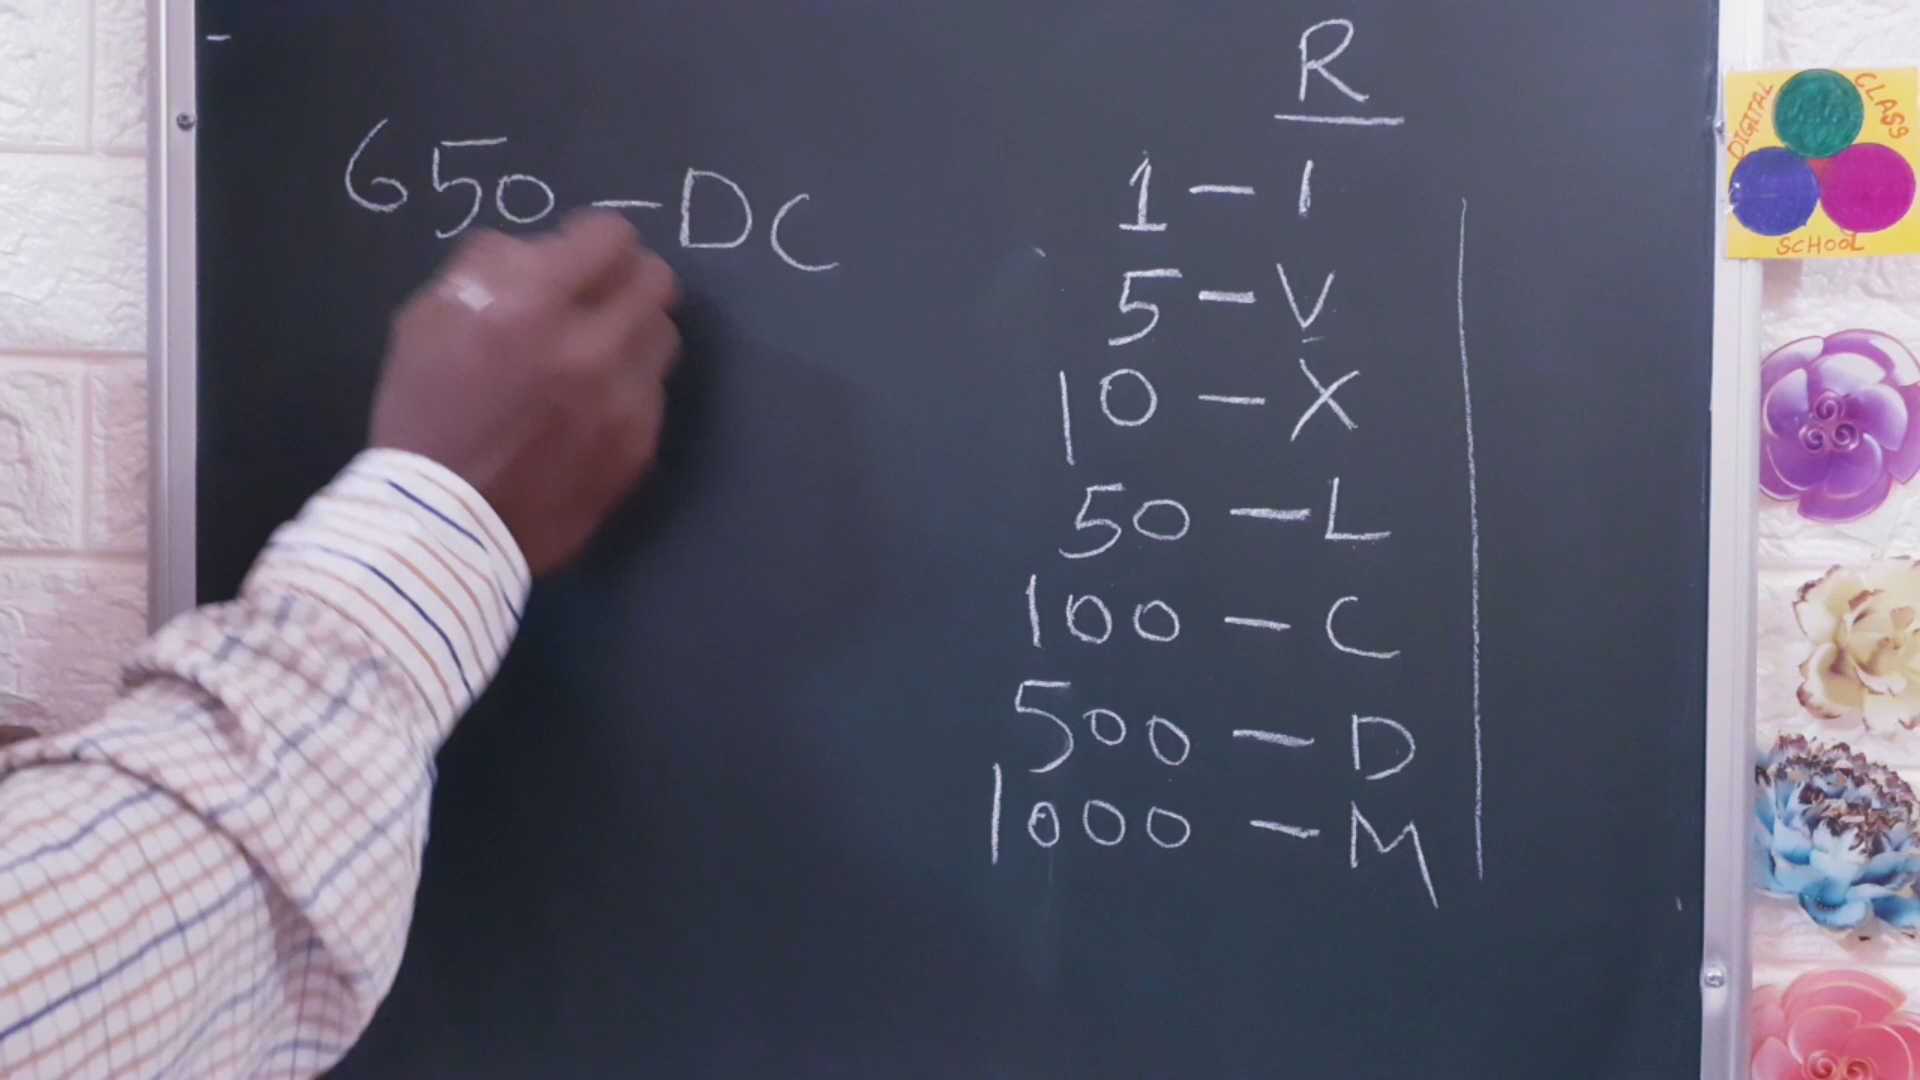 650 - DC
R
1 - I
5 - V
10 - X
50 - L
100 - C
500 - D
1000 - M
DIGITAL CLASS
SCHOOL